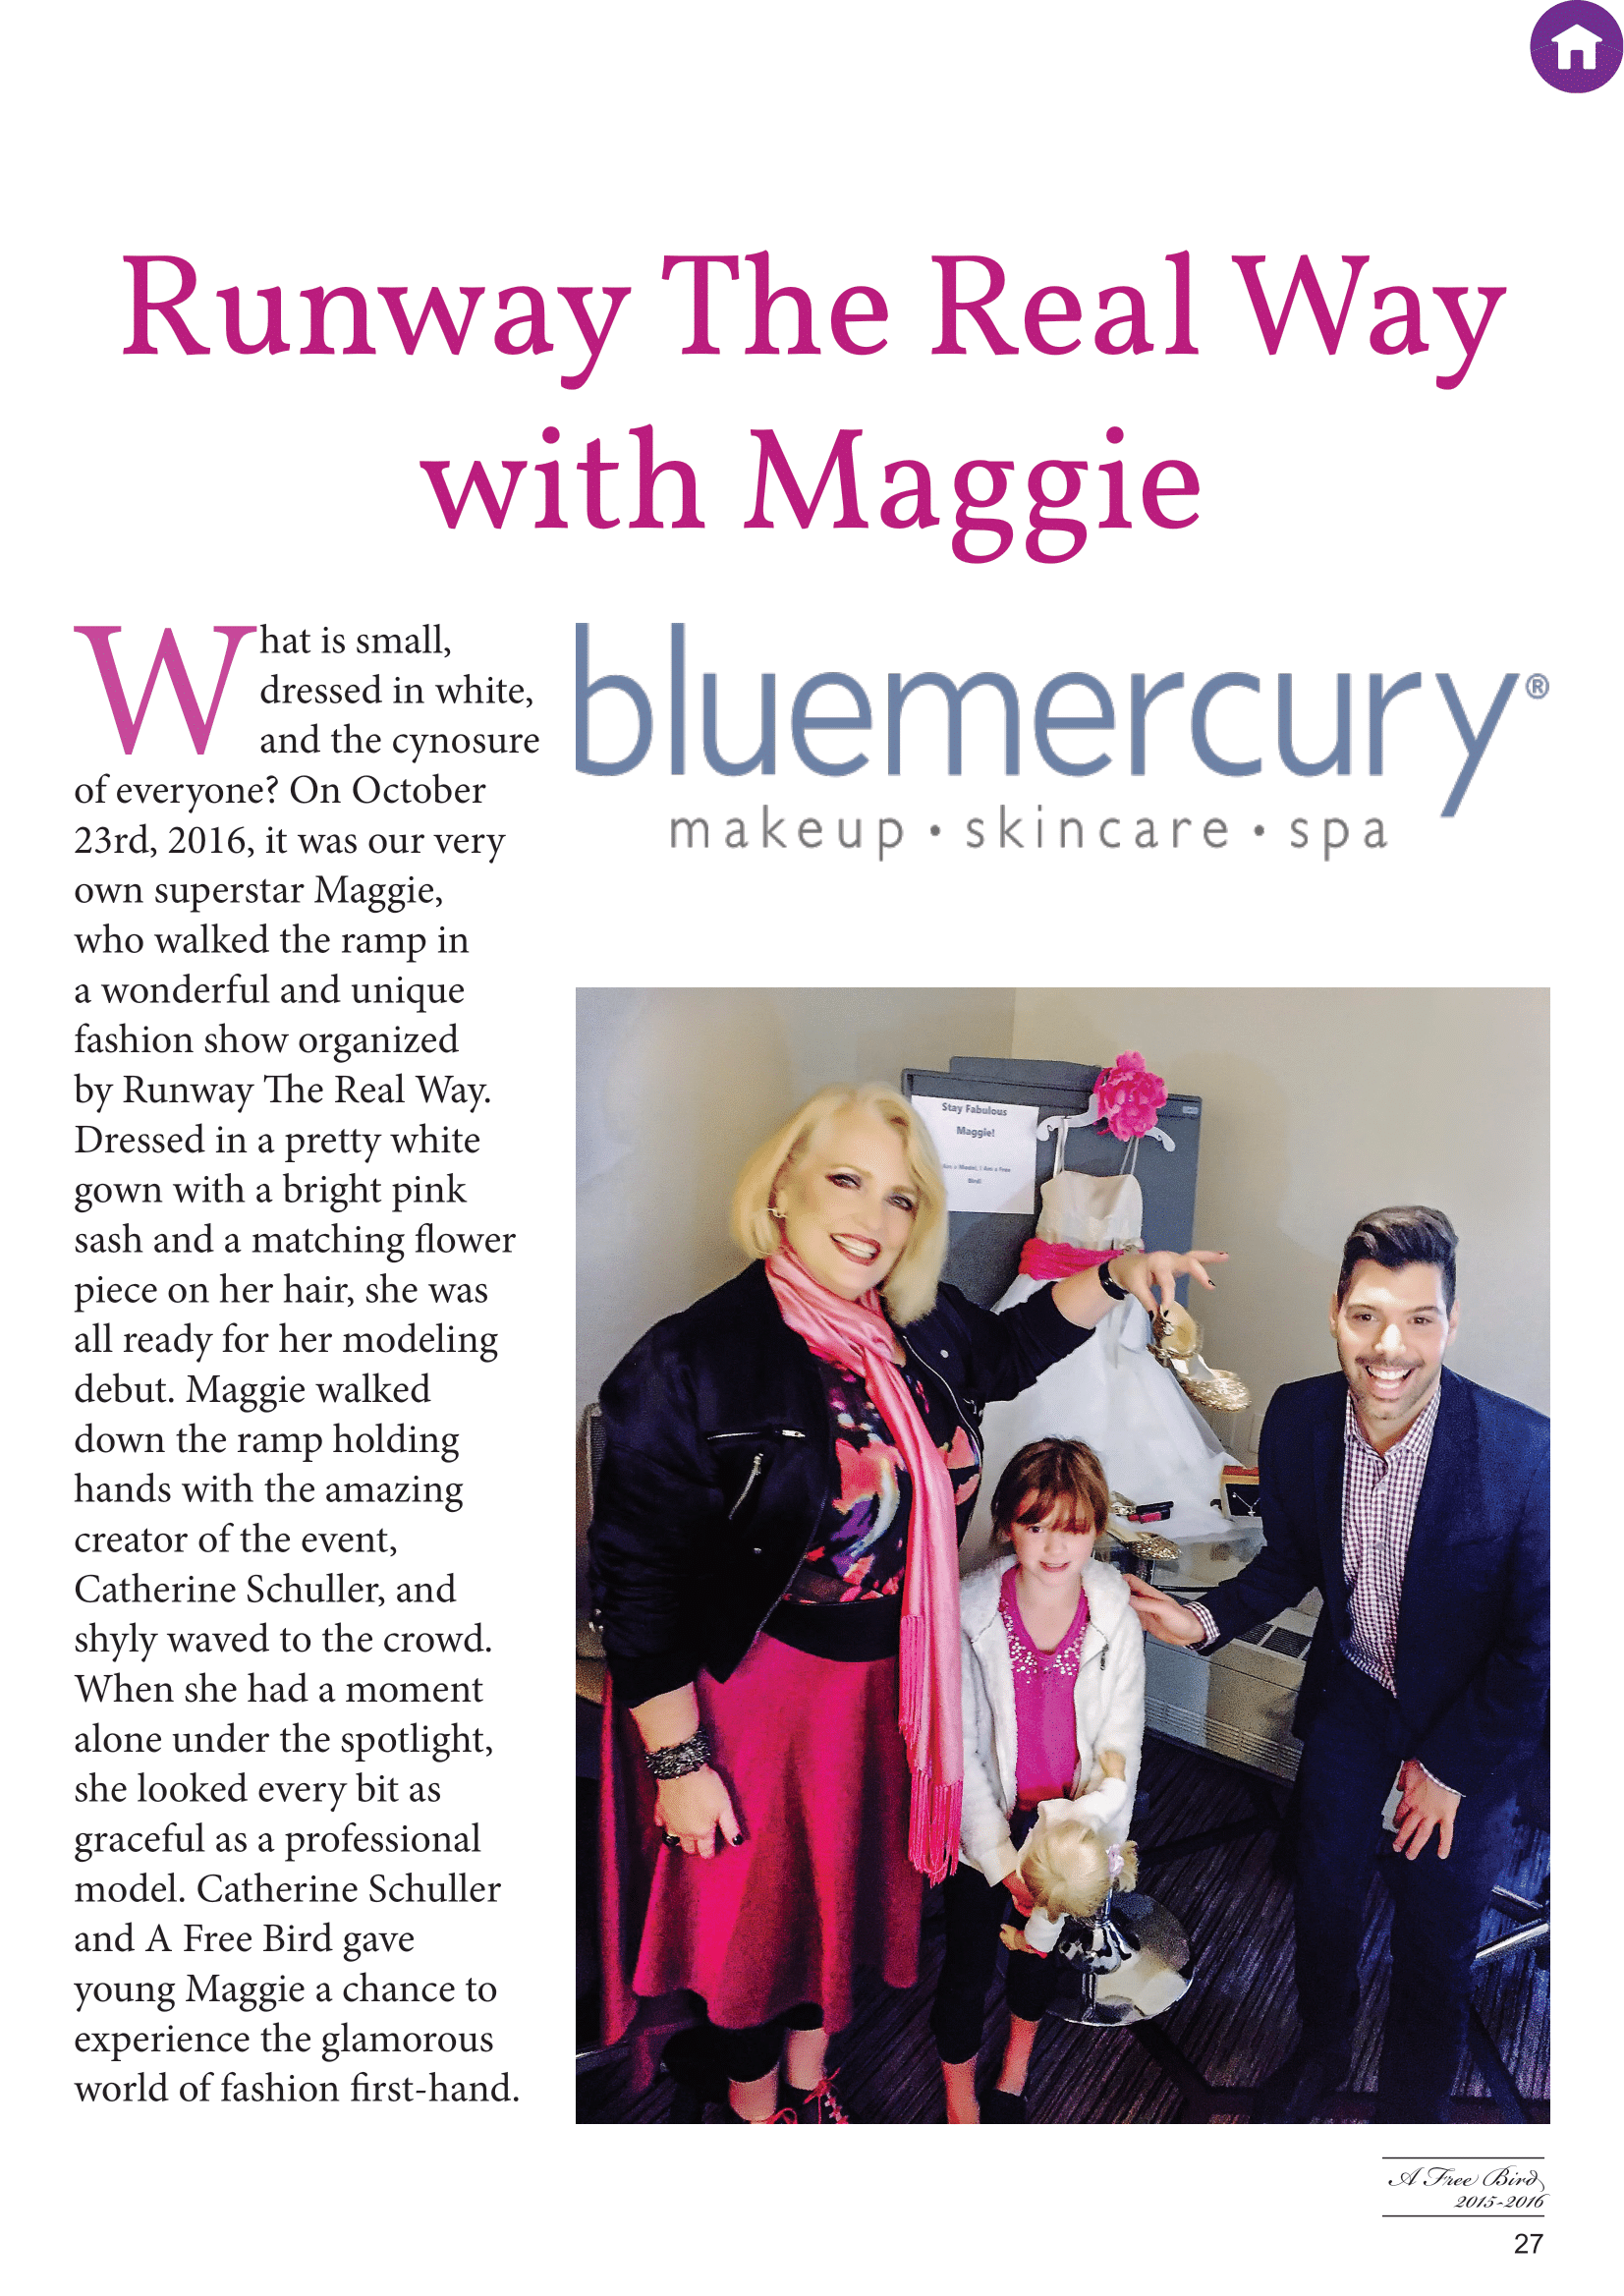 Runway The Real Way
with Maggie
What is small,
dressed in white,
and the cynosure
of everyone? On October
23rd, 2016, it was our very
own superstar Maggie,
who walked the ramp in
a wonderful and unique
fashion show organized
by Runway The Real Way.
Dressed in a pretty white
gown with a bright pink
sash and a matching flower
piece on her hair, she was
all ready for her modeling
debut. Maggie walked
down the ramp holding
hands with the amazing
creator of the event,
Catherine Schuller, and
shyly waved to the crowd.
When she had a moment
alone under the spotlight,
she looked every bit as
graceful as a professional
model. Catherine Schuller
and A Free Bird gave
young Maggie a chance to
experience the glamorous
world of fashion first-hand.
bluemercury®
makeup • skincare • spa
Stay Fabulous
Maggie!
Am a Model, I Am a Free
Bird!
A Free Bird
2015-2016
27